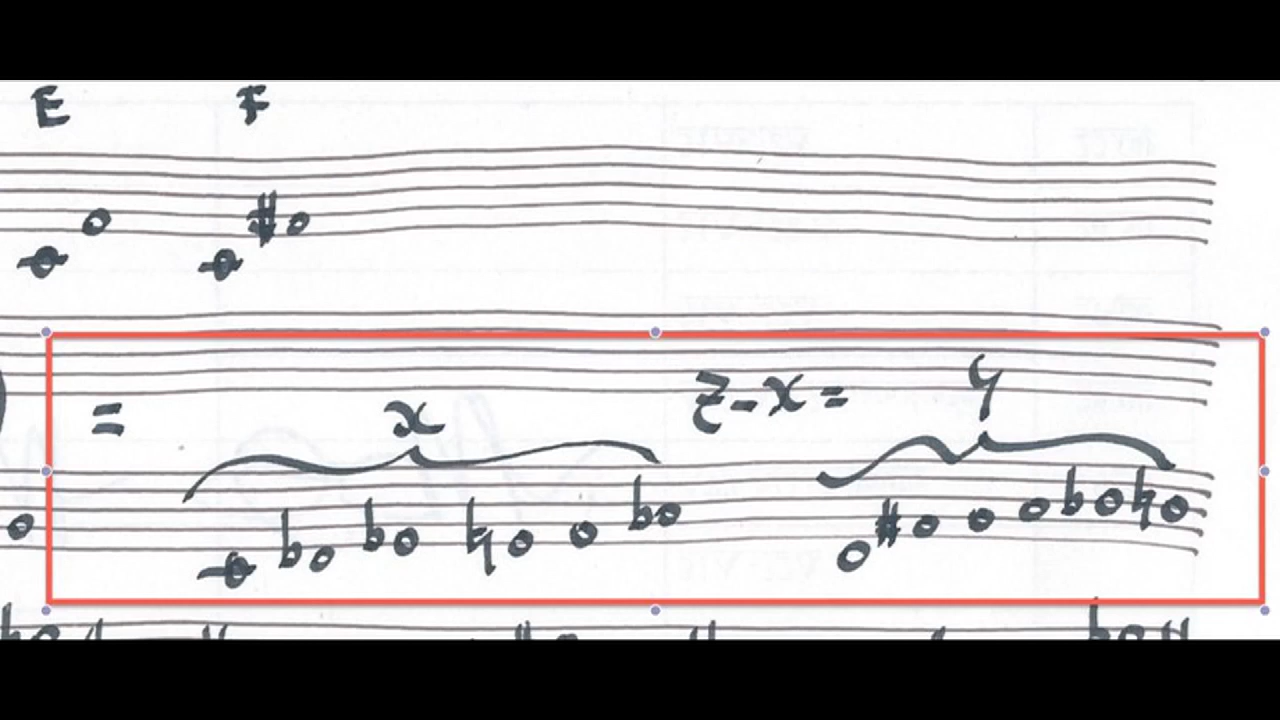 E F
= x z-x= y